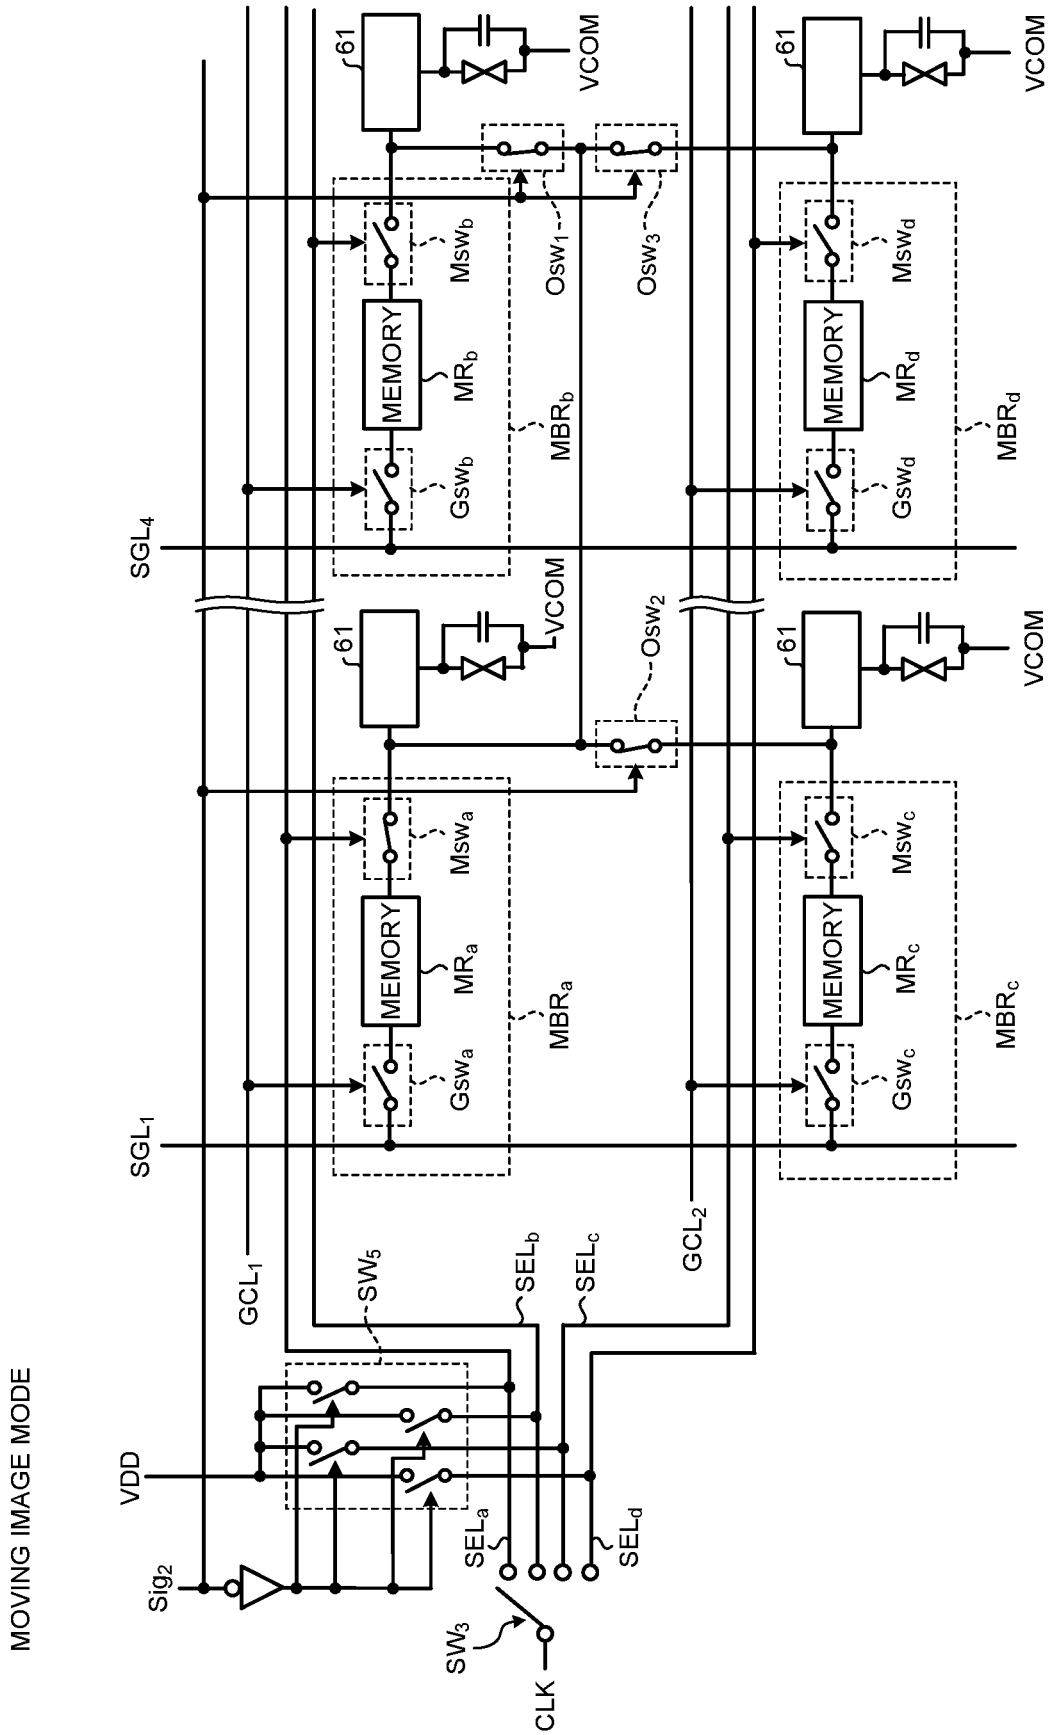 MOVING IMAGE MODE
Sig2
VDD
GCL1
SGL1
SGL4
SW5
CLK
SW3
SELa
SELb
SELc
SELd
GCL2
Gswa
MEMORY
MRa
Mswa
MBRa
61
VCOM
Gswb
MEMORY
MRb
Mswb
MBRb
61
VCOM
Osw1
Osw2
Osw3
Gswc
MEMORY
MRc
Mswc
MBRc
61
VCOM
Gswd
MEMORY
MRd
Mswd
MBRd
61
VCOM